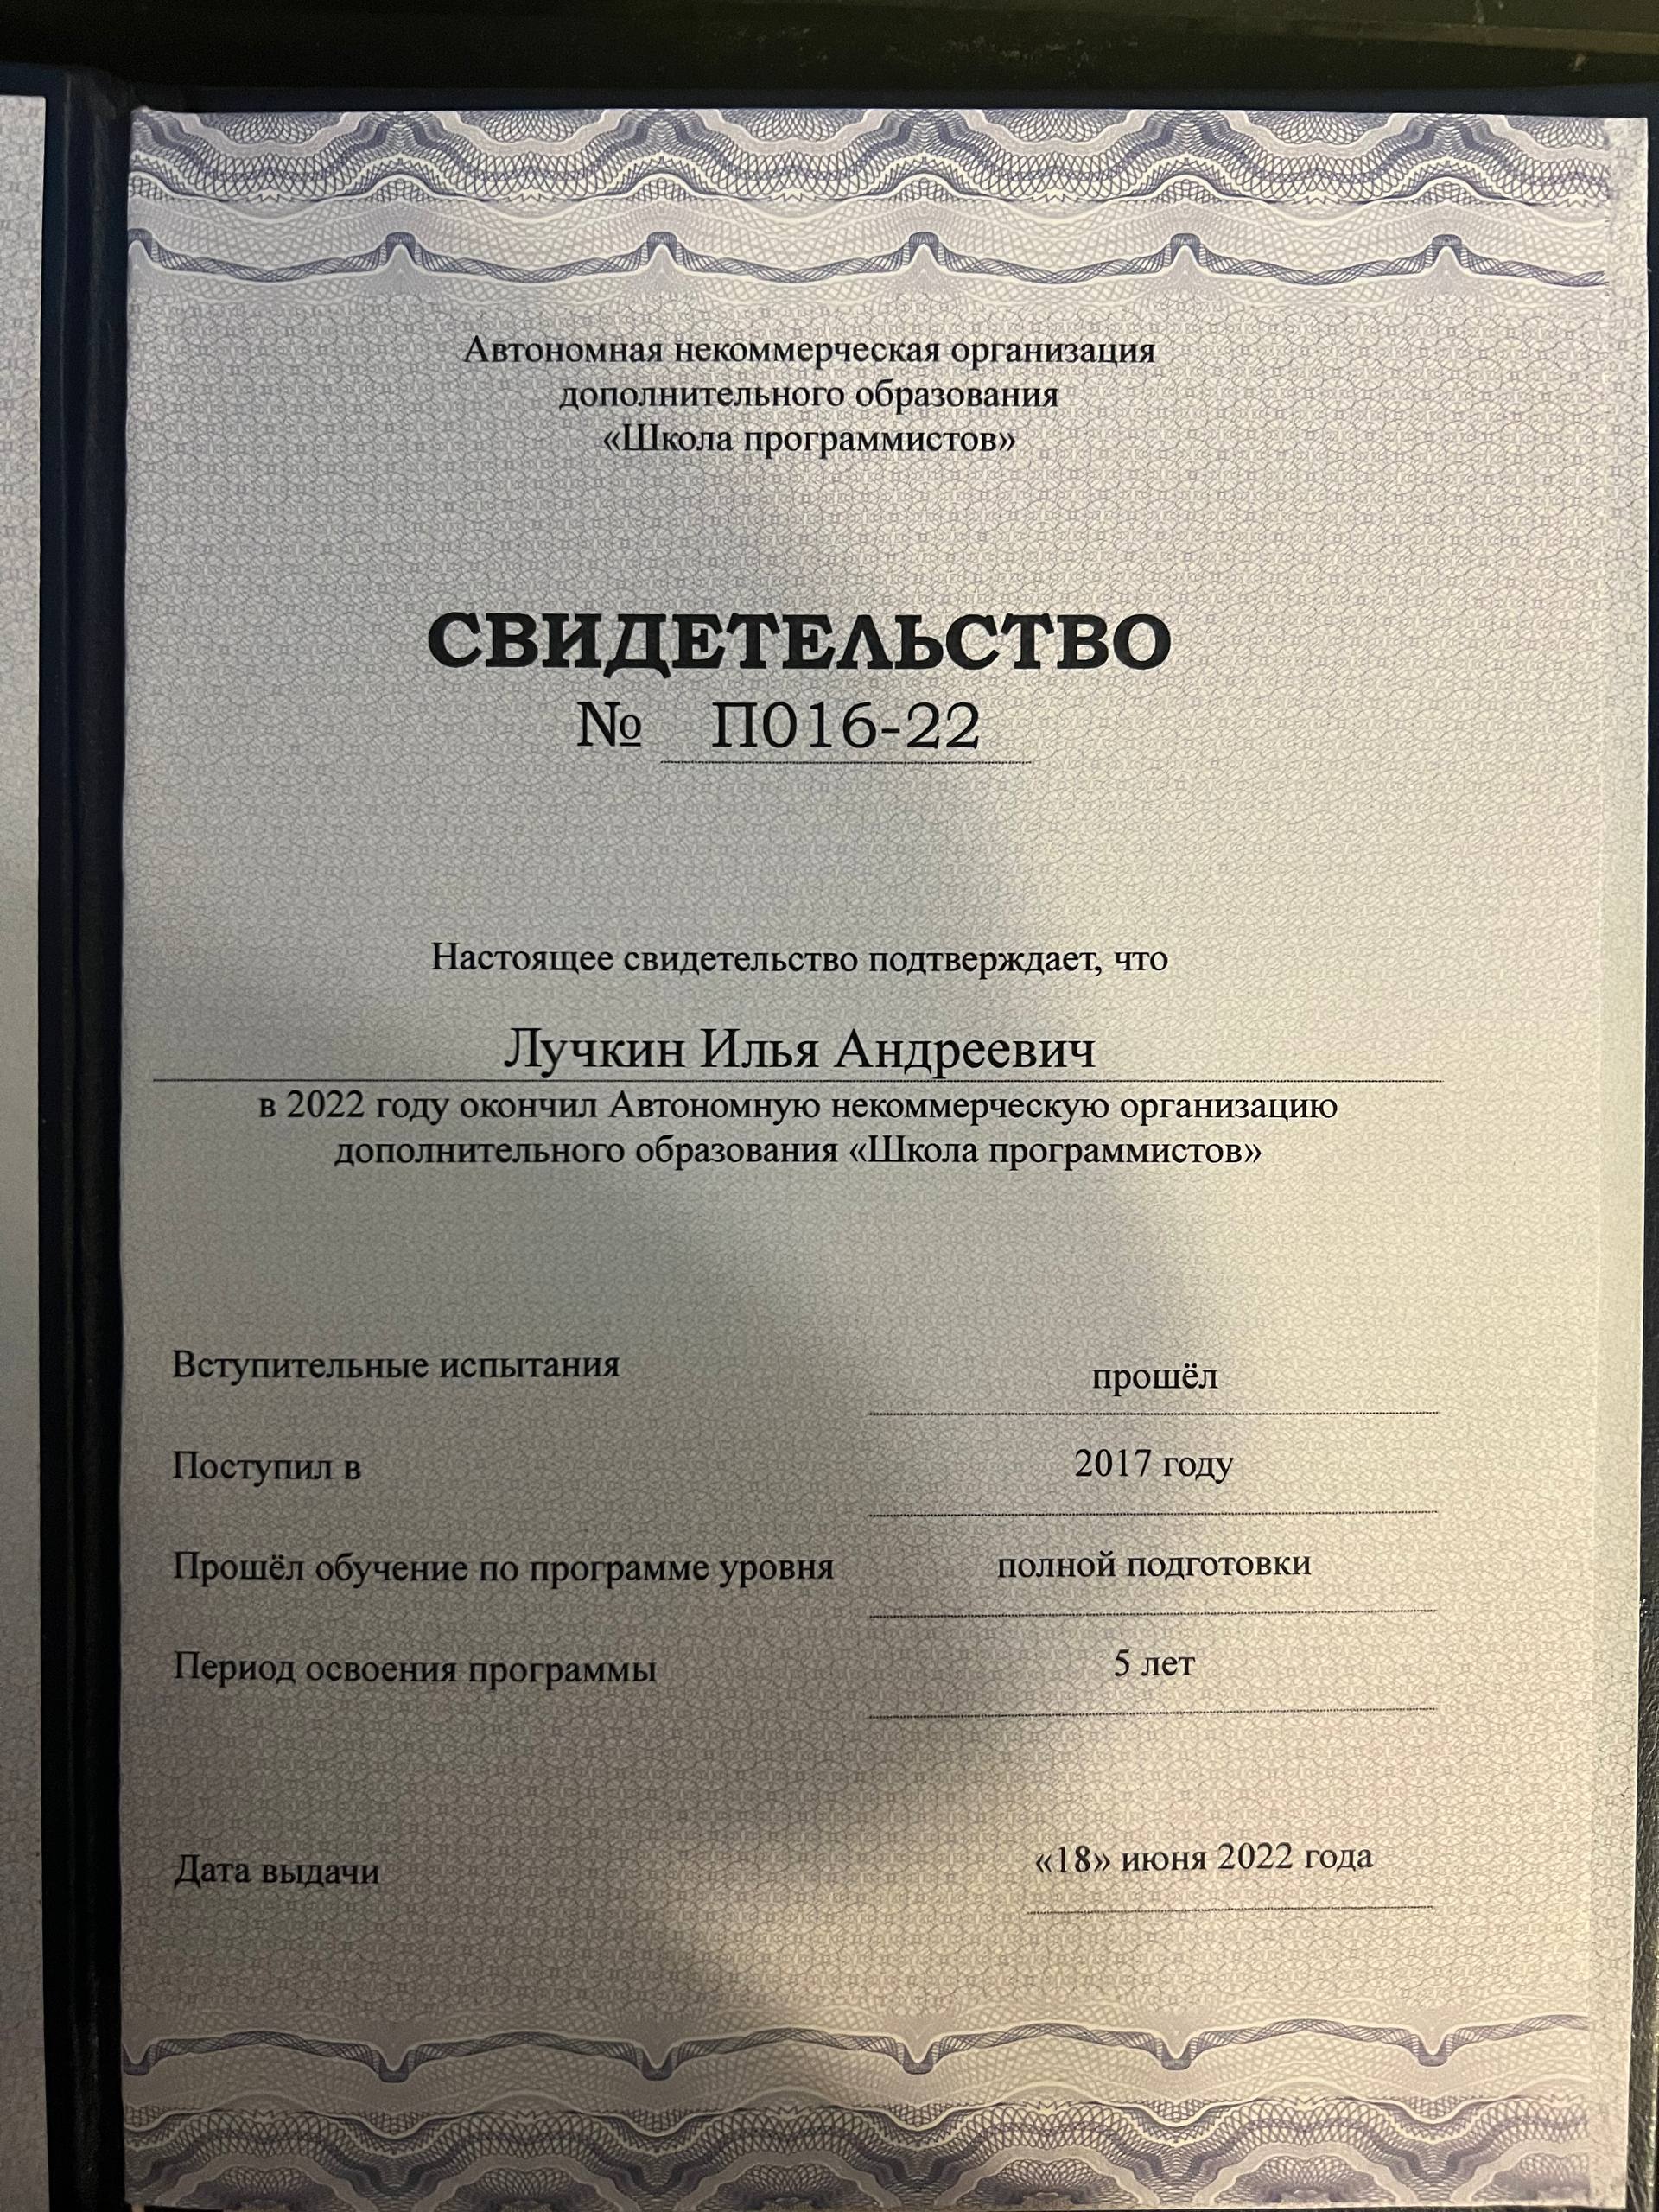 Автономная некоммерческая организация
дополнительного образования
«Школа программистов»
СВИДЕТЕЛЬСТВО
№ П016-22
Настоящее свидетельство подтверждает, что
Лучкин Илья Андреевич
в 2022 году окончил Автономную некоммерческую организацию
дополнительного образования «Школа программистов»
Вступительные испытания прошёл
Поступил в 2017 году
Прошёл обучение по программе уровня полной подготовки
Период освоения программы 5 лет
Дата выдачи «18» июня 2022 года